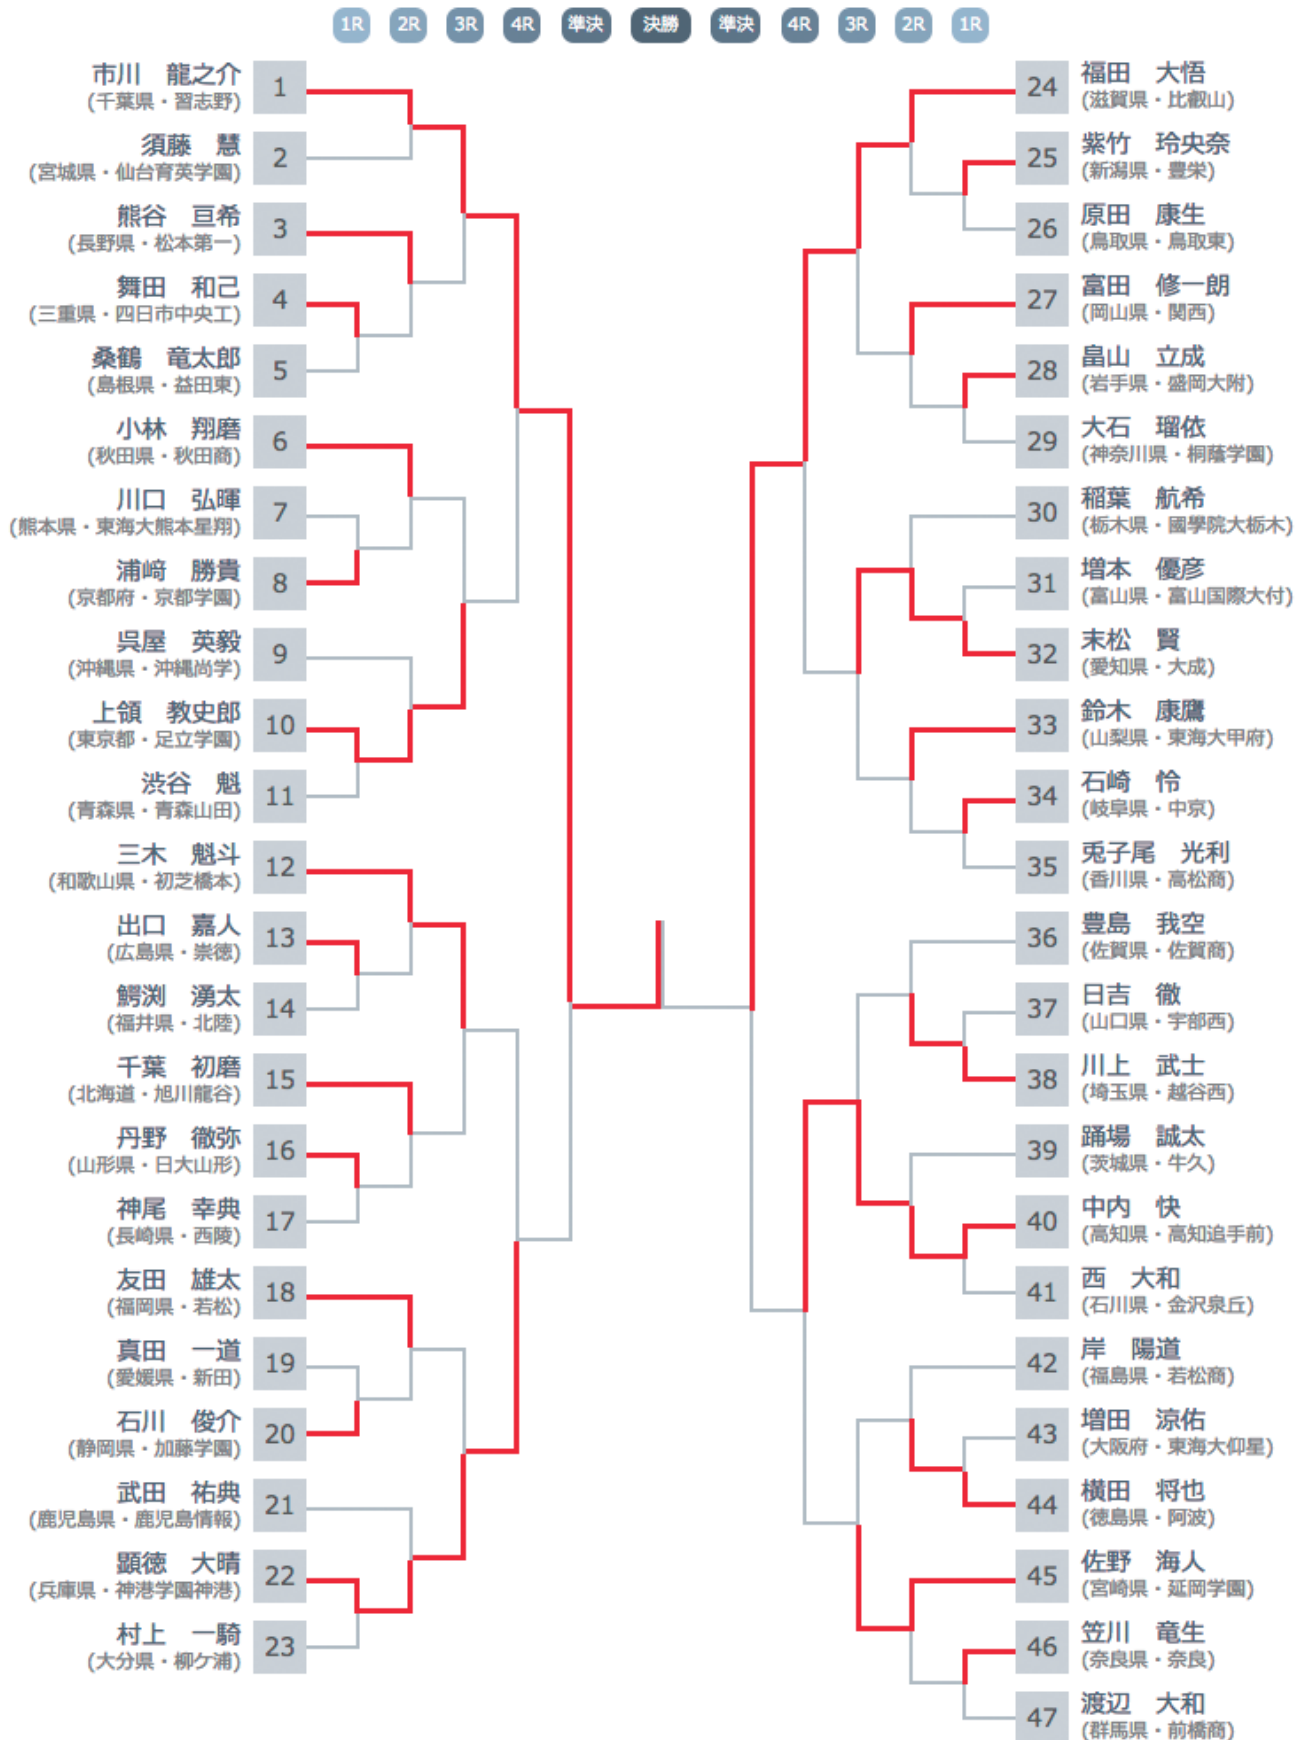 1R 2R 3R 4R 準決 決勝 準決 4R 3R 2R 1R
市川 龍之介
(千葉県・習志野)
1
須藤 慧
(宮城県・仙台育英学園)
2
熊谷 亘希
(長野県・松本第一)
3
舞田 和己
(三重県・四日市中央工)
4
桑鶴 竜太郎
(島根県・益田東)
5
小林 翔磨
(秋田県・秋田商)
6
川口 弘暉
(熊本県・東海大熊本星翔)
7
浦﨑 勝貴
(京都府・京都学園)
8
呉屋 英毅
(沖縄県・沖縄尚学)
9
上領 教史郎
(東京都・足立学園)
10
渋谷 魁
(青森県・青森山田)
11
三木 魁斗
(和歌山県・初芝橋本)
12
出口 嘉人
(広島県・崇徳)
13
鰐渕 湧太
(福井県・北陸)
14
千葉 初磨
(北海道・旭川龍谷)
15
丹野 徹弥
(山形県・日大山形)
16
神尾 幸典
(長崎県・西陵)
17
友田 雄太
(福岡県・若松)
18
真田 一道
(愛媛県・新田)
19
石川 俊介
(静岡県・加藤学園)
20
武田 祐典
(鹿児島県・鹿児島情報)
21
顕徳 大晴
(兵庫県・神港学園神港)
22
村上 一騎
(大分県・柳ケ浦)
23
24
福田 大悟
(滋賀県・比叡山)
25
紫竹 玲央奈
(新潟県・豊栄)
26
原田 康生
(鳥取県・鳥取東)
27
富田 修一朗
(岡山県・関西)
28
畠山 立成
(岩手県・盛岡大附)
29
大石 瑠依
(神奈川県・桐蔭学園)
30
稲葉 航希
(栃木県・國學院大栃木)
31
増本 優彦
(富山県・富山国際大付)
32
末松 賢
(愛知県・大成)
33
鈴木 康鷹
(山梨県・東海大甲府)
34
石崎 怜
(岐阜県・中京)
35
兎子尾 光利
(香川県・高松商)
36
豊島 我空
(佐賀県・佐賀商)
37
日吉 徹
(山口県・宇部西)
38
川上 武士
(埼玉県・越谷西)
39
踊場 誠太
(茨城県・牛久)
40
中内 快
(高知県・高知追手前)
41
西 大和
(石川県・金沢泉丘)
42
岸 陽道
(福島県・若松商)
43
増田 涼佑
(大阪府・東海大仰星)
44
横田 将也
(徳島県・阿波)
45
佐野 海人
(宮崎県・延岡学園)
46
笠川 竜生
(奈良県・奈良)
47
渡辺 大和
(群馬県・前橋商)